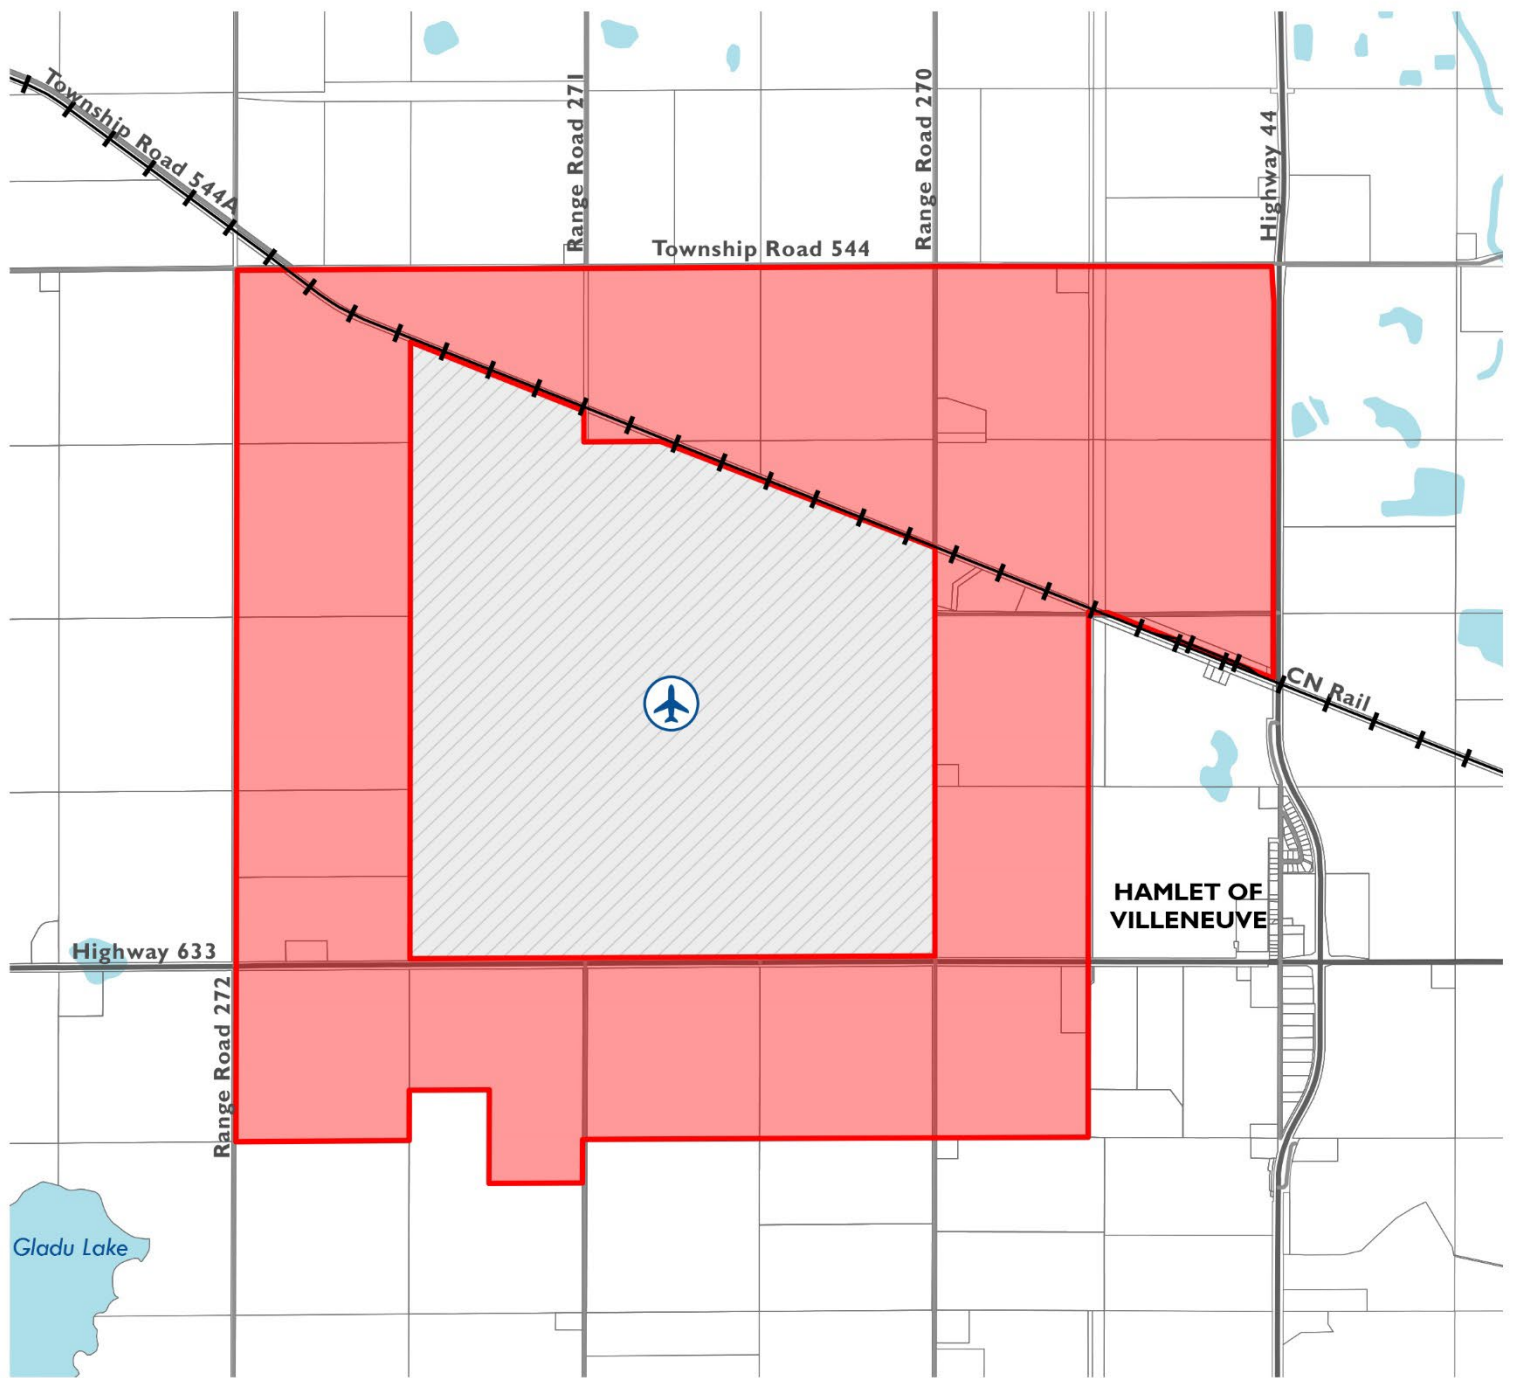 Township Road 544A
Range Road 271
Range Road 270
Highway 44
Township Road 544
CN Rail
HAMLET OF
VILLENEUVE
Highway 633
Range Road 272
Gladu Lake